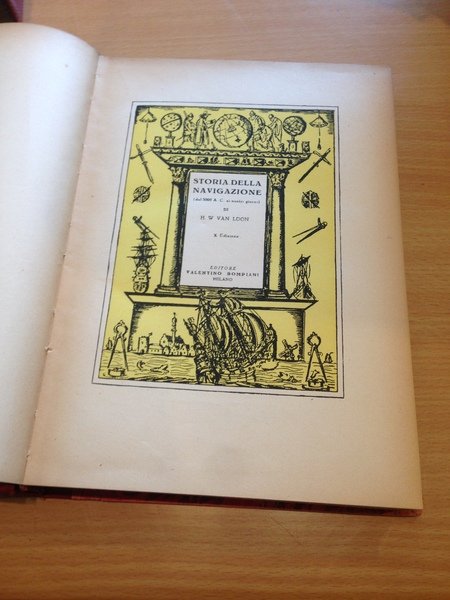 STORIA DELLA
NAVIGAZIONE
(dal 5000 A. C. ai nostri giorni)
DI
H. W. VAN LOON
X Edizione
EDITORE
VALENTINO BOMPIANI
MILANO